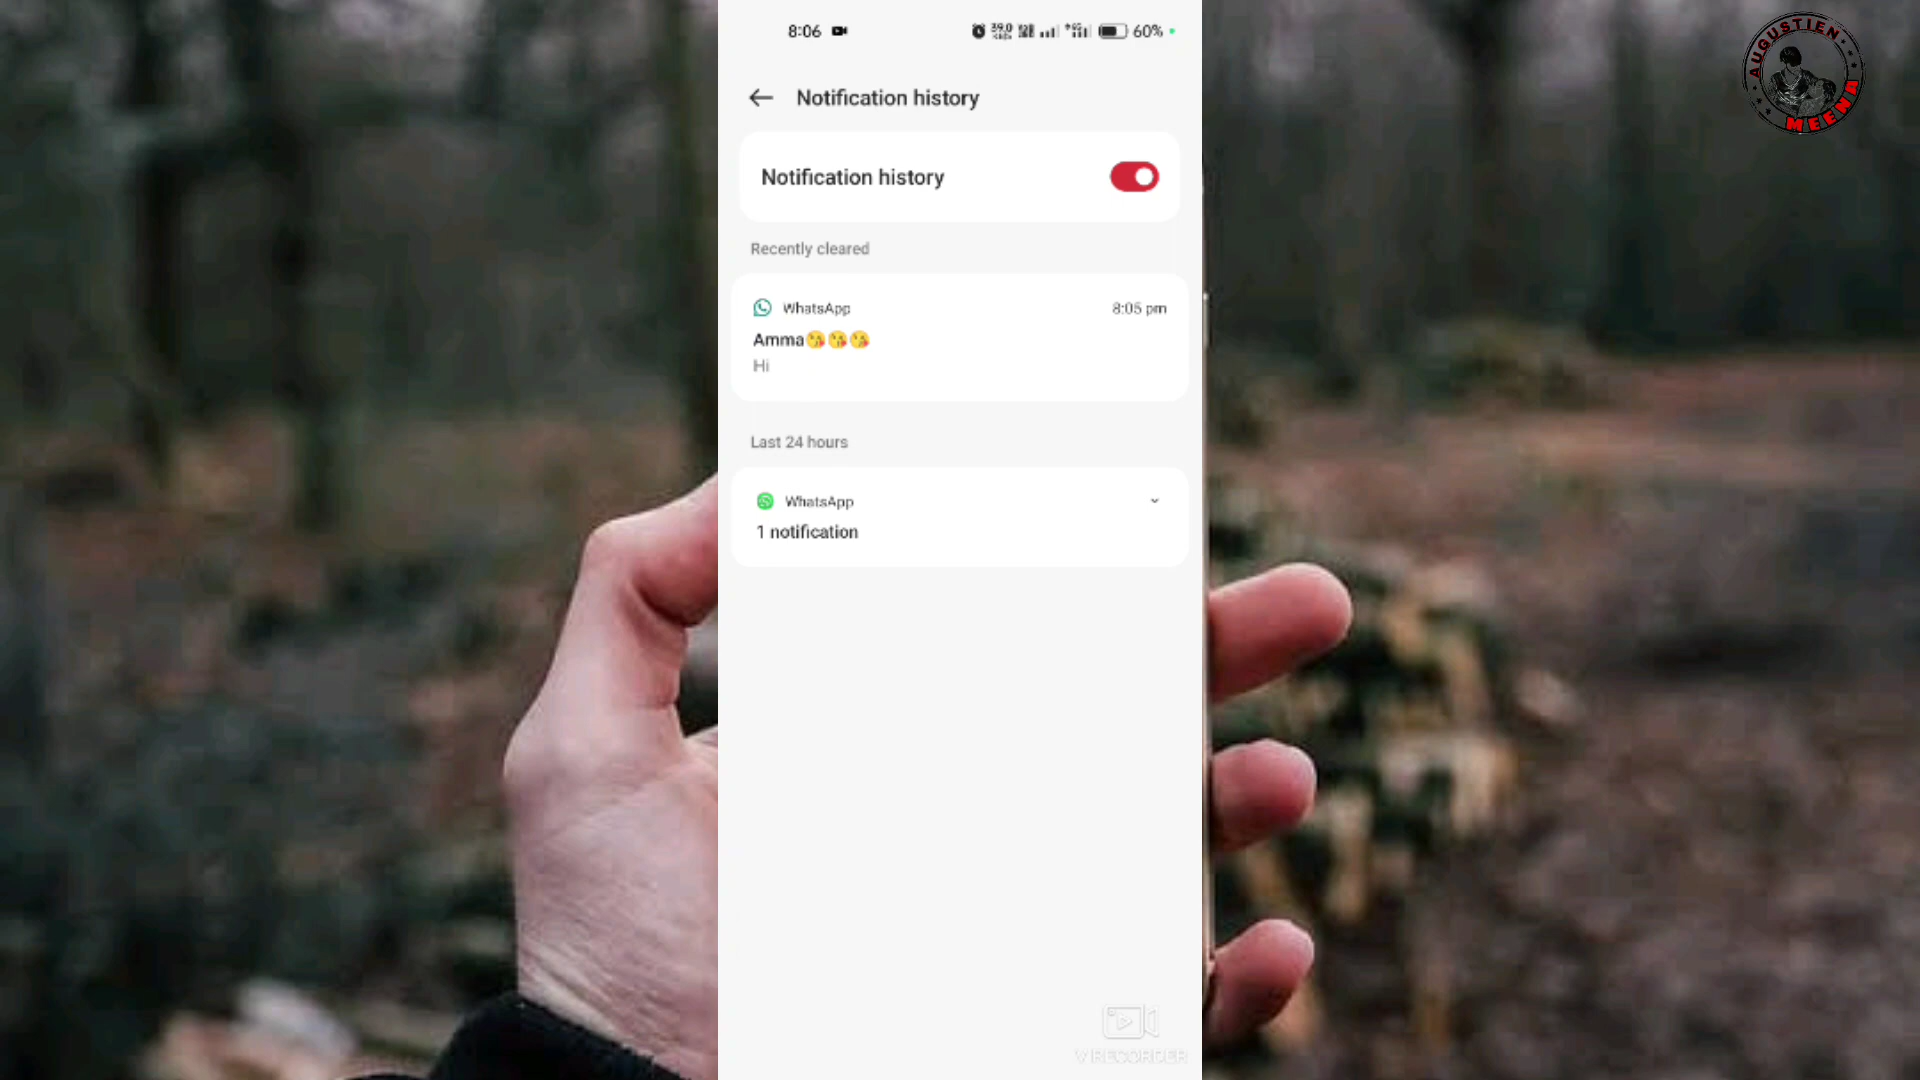 8:06
60%
Notification history
Notification history
Recently cleared
WhatsApp
8:05 pm
Amma😘😘😘
Hi
Last 24 hours
WhatsApp
1 notification
V RECORDER
AUGUSTIEN
MEENA